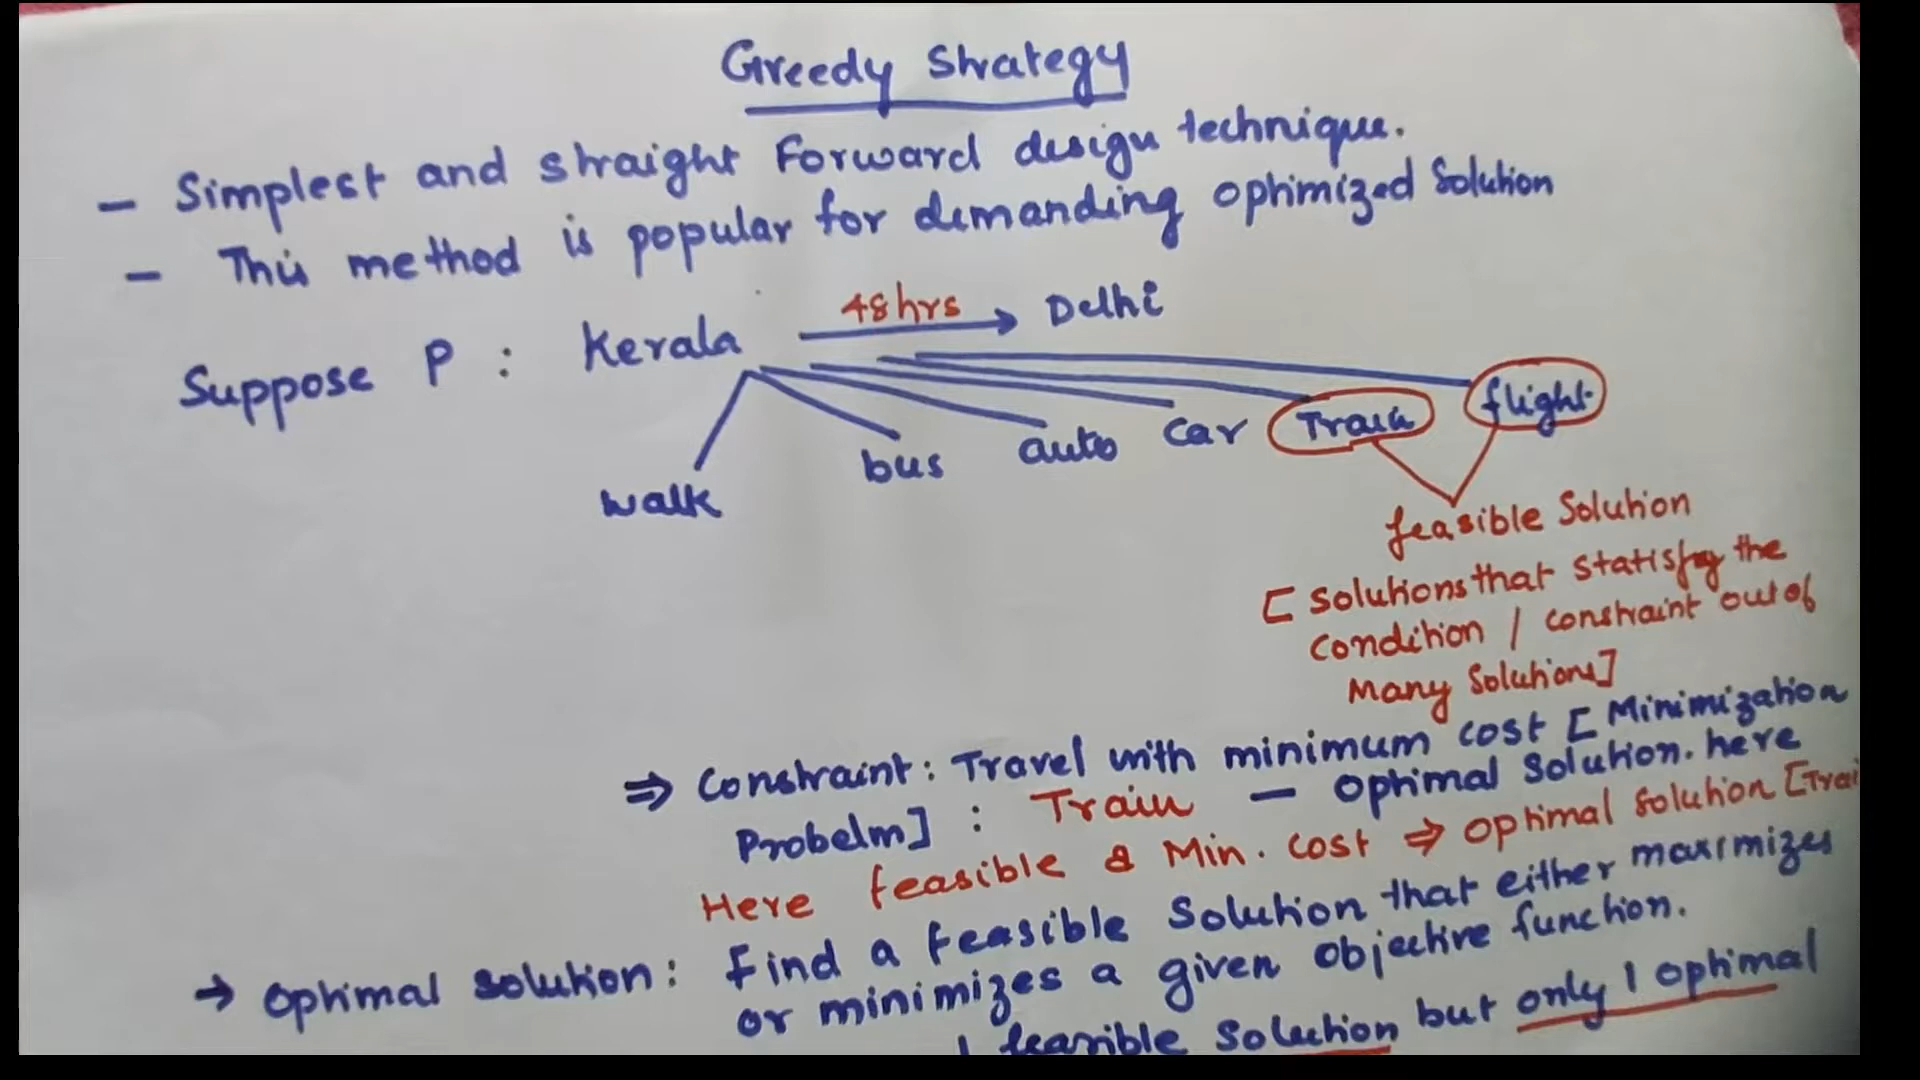 Greedy Strategy
- Simplest and straight Forward design technique.
- This method is popular for demanding optimized Solution
Suppose P : Kerala 48hrs → Delhi
walk bus auto car Train flight
feasible Solution
[ Solutions that statisfy the
condition / constraint out of
Many Solutions]
⇒ Constraint: Travel with minimum cost [ Minimization
Probelm] : Train - optimal Solution. here
Here feasible & Min. cost ⇒ optimal solution [Trai
→ optimal solution: Find a feasible Solution that either maximizes
or minimizes a given objective function.
feasible solution but only 1 optimal